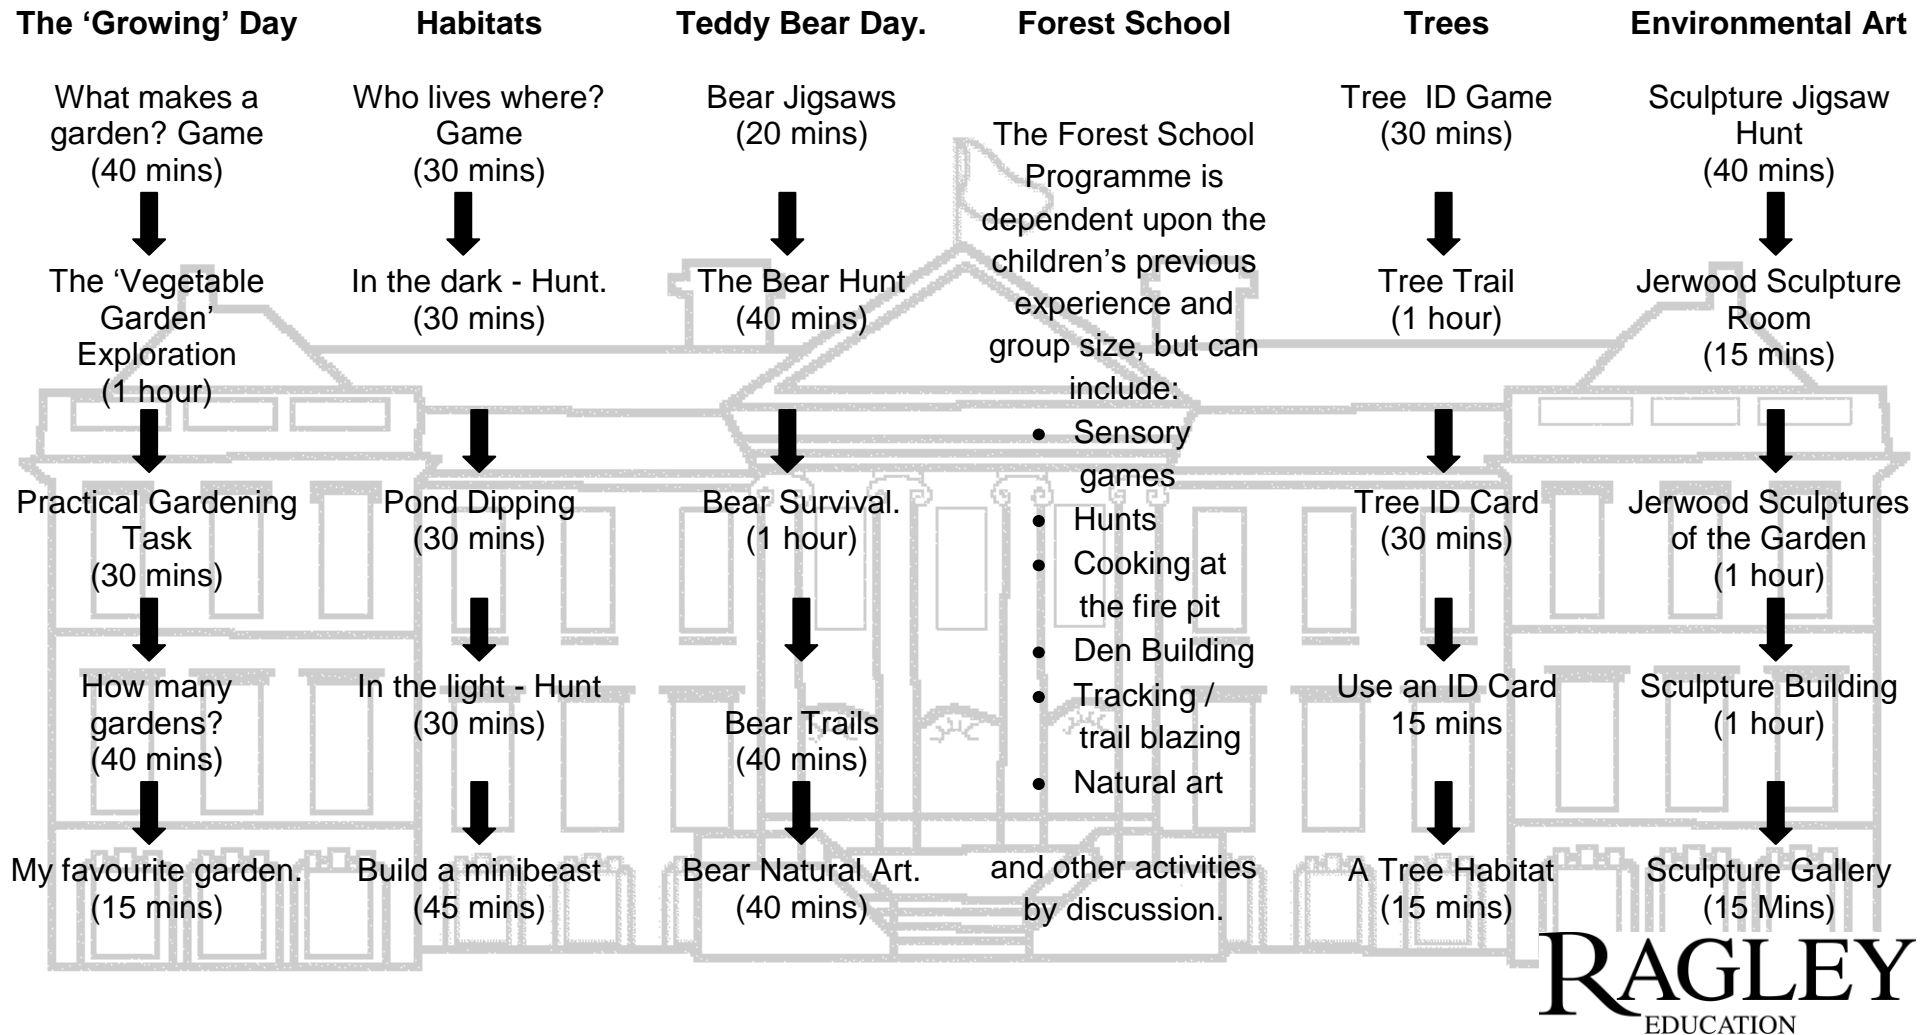 The ‘Growing’ Day
What makes a
garden? Game
(40 mins)
The ‘Vegetable
Garden’
Exploration
(1 hour)
Practical Gardening
Task
(30 mins)
How many
gardens?
(40 mins)
My favourite garden.
(15 mins)
Habitats
Who lives where?
Game
(30 mins)
In the dark - Hunt.
(30 mins)
Pond Dipping
(30 mins)
In the light - Hunt
(30 mins)
Build a minibeast
(45 mins)
Teddy Bear Day.
Bear Jigsaws
(20 mins)
The Bear Hunt
(40 mins)
Bear Survival.
(1 hour)
Bear Trails
(40 mins)
Bear Natural Art.
(40 mins)
Forest School
The Forest School
Programme is
dependent upon the
children’s previous
experience and
group size, but can
include:
• Sensory
games
• Hunts
• Cooking at
the fire pit
• Den Building
• Tracking /
trail blazing
• Natural art
and other activities
by discussion.
Trees
Tree ID Game
(30 mins)
Tree Trail
(1 hour)
Tree ID Card
(30 mins)
Use an ID Card
15 mins
A Tree Habitat
(15 mins)
Environmental Art
Sculpture Jigsaw
Hunt
(40 mins)
Jerwood Sculpture
Room
(15 mins)
Jerwood Sculptures
of the Garden
(1 hour)
Sculpture Building
(1 hour)
Sculpture Gallery
(15 Mins)
RAGLEY
EDUCATION